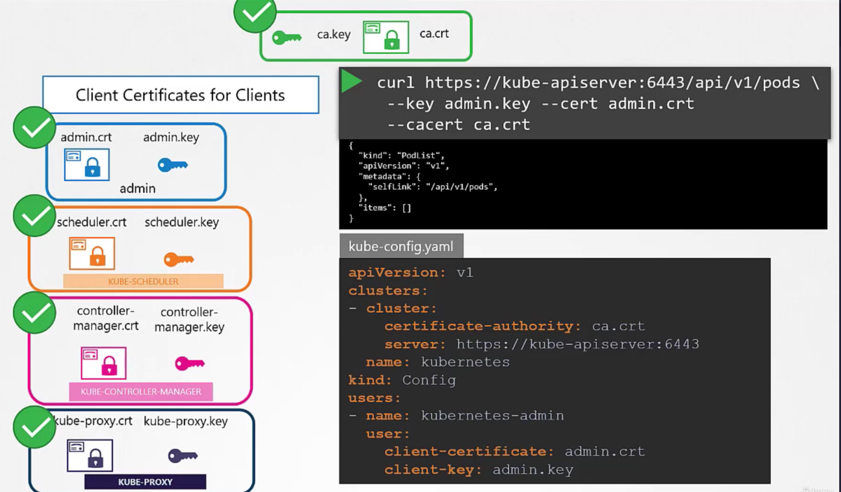 ca.key
ca.crt
Client Certificates for Clients
admin.crt
admin.key
admin
scheduler.crt
scheduler.key
KUBE-SCHEDULER
controller-
manager.crt
controller-
manager.key
KUBE-CONTROLLER-MANAGER
kube-proxy.crt
kube-proxy.key
KUBE-PROXY
curl https://kube-apiserver:6443/api/v1/pods \
--key admin.key --cert admin.crt
--cacert ca.crt
{
"kind": "PodList",
"apiVersion": "v1",
"metadata": {
"selfLink": "/api/v1/pods",
},
"items": []
}
kube-config.yaml
apiVersion: v1
clusters:
- cluster:
certificate-authority: ca.crt
server: https://kube-apiserver:6443
name: kubernetes
kind: Config
users:
- name: kubernetes-admin
user:
client-certificate: admin.crt
client-key: admin.key